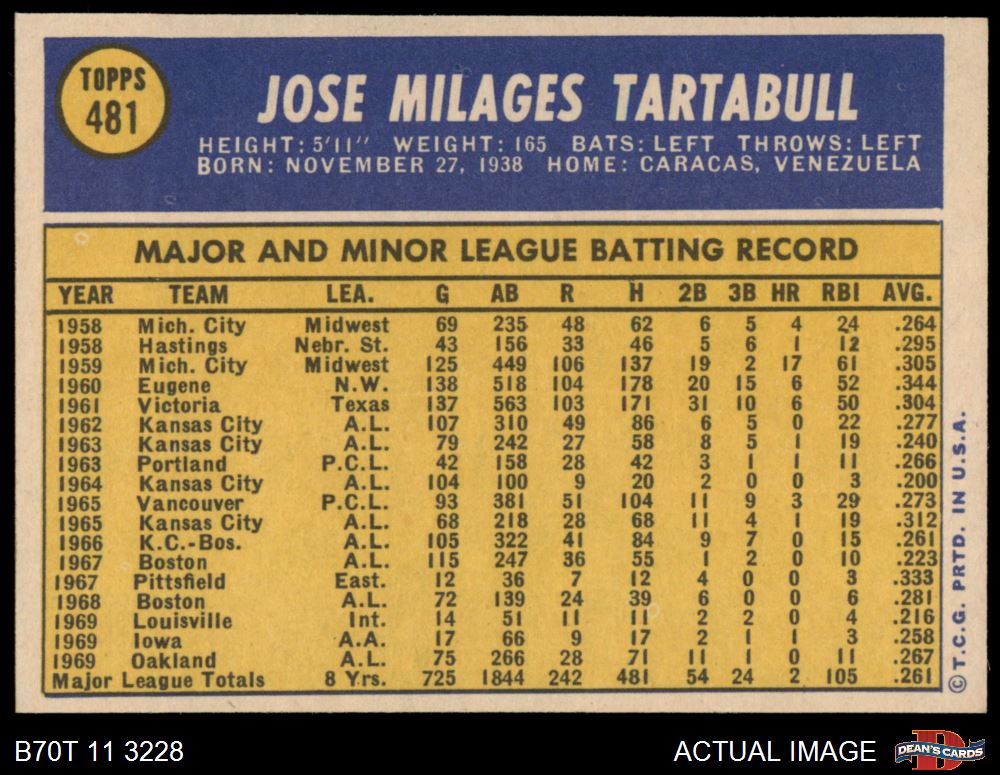 TOPPS
481
JOSE MILAGES TARTABULL
HEIGHT: 5'11" WEIGHT: 165 BATS: LEFT THROWS: LEFT
BORN: NOVEMBER 27, 1938 HOME: CARACAS, VENEZUELA
MAJOR AND MINOR LEAGUE BATTING RECORD
YEAR TEAM LEA. G AB R H 2B 3B HR RBI AVG.
1958 Mich. City Midwest 69 235 48 62 6 5 4 24 .264
1958 Hastings Nebr. St. 43 156 33 46 5 6 1 12 .295
1959 Mich. City Midwest 125 449 106 137 19 2 17 61 .305
1960 Eugene N.W. 138 518 104 178 20 15 6 52 .344
1961 Victoria Texas 137 563 103 171 31 10 6 50 .304
1962 Kansas City A.L. 107 310 49 86 6 5 0 22 .277
1963 Kansas City A.L. 79 242 27 58 8 5 1 19 .240
1963 Portland P.C.L. 42 158 28 42 3 1 1 11 .266
1964 Kansas City A.L. 104 100 9 20 2 0 0 3 .200
1965 Vancouver P.C.L. 93 381 51 104 11 9 3 29 .273
1965 Kansas City A.L. 68 218 28 68 11 4 1 19 .312
1966 K.C.-Bos. A.L. 105 322 41 84 9 7 0 15 .261
1967 Boston A.L. 115 247 36 55 1 2 0 10 .223
1967 Pittsfield East. 12 36 7 12 4 0 0 3 .333
1968 Boston A.L. 72 139 24 39 6 0 0 6 .281
1969 Louisville Int. 14 51 11 11 2 2 0 4 .216
1969 Iowa A.A. 17 66 9 17 2 1 1 3 .258
1969 Oakland A.L. 75 266 28 71 11 1 0 11 .267
Major League Totals 8 Yrs. 725 1844 242 481 54 24 2 105 .261
© T.C.G. PRTD. IN U.S.A.
B70T 11 3228
ACTUAL IMAGE
D
DEAN'S CARDS